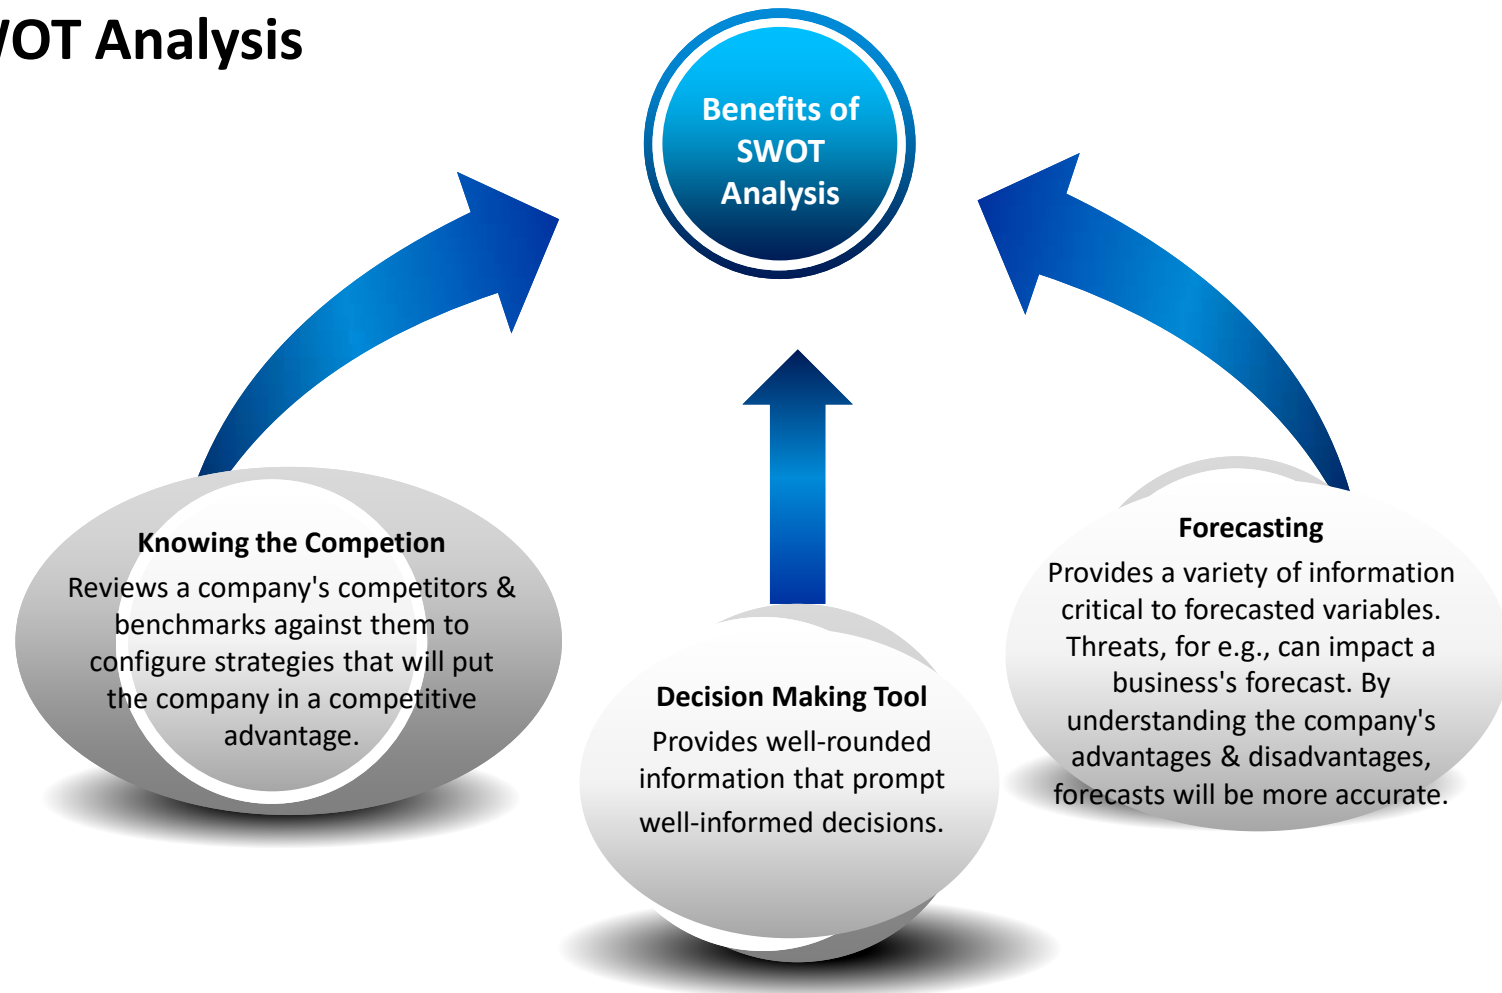 WOT Analysis
Benefits of
SWOT
Analysis
Knowing the Competion
Reviews a company's competitors &
benchmarks against them to
configure strategies that will put
the company in a competitive
advantage.
Decision Making Tool
Provides well-rounded
information that prompt
well-informed decisions.
Forecasting
Provides a variety of information
critical to forecasted variables.
Threats, for e.g., can impact a
business's forecast. By
understanding the company's
advantages & disadvantages,
forecasts will be more accurate.